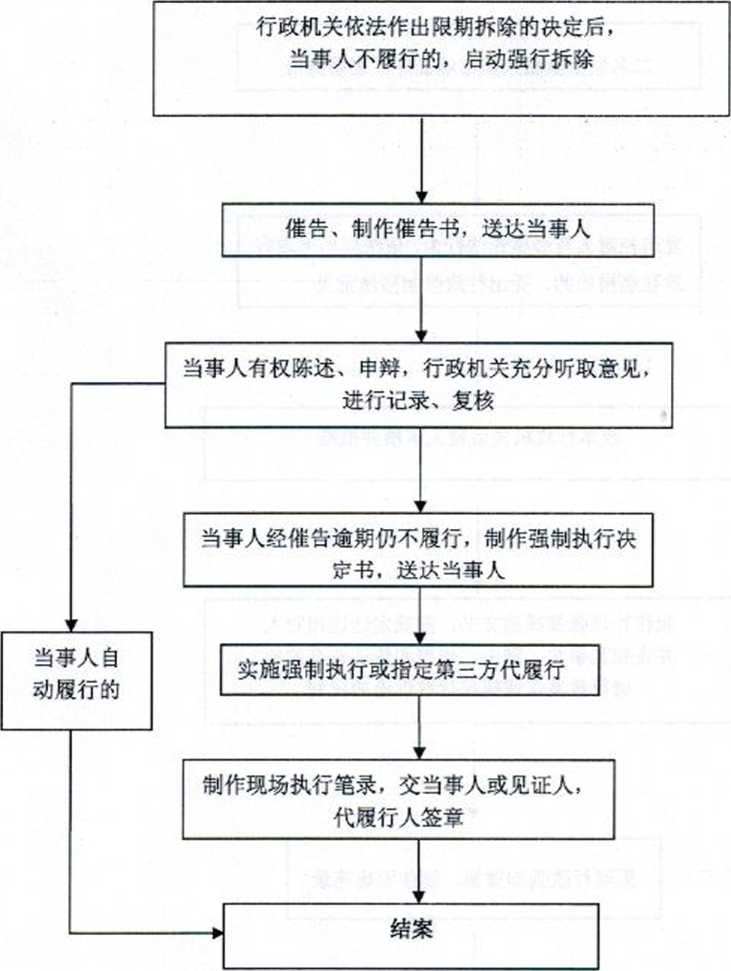 行政机关依法作出限期拆除的决定后，
当事人不履行的，启动强行拆除
催告、制作催告书，送达当事人
当事人有权陈述、申辩，行政机关充分听取意见，
进行记录、复核
当事人经催告逾期仍不履行，制作强制执行决
定书，送达当事人
当事人自
动履行的
实施强制执行或指定第三方代履行
制作现场执行笔录，交当事人或见证人，
代履行人签章
结案